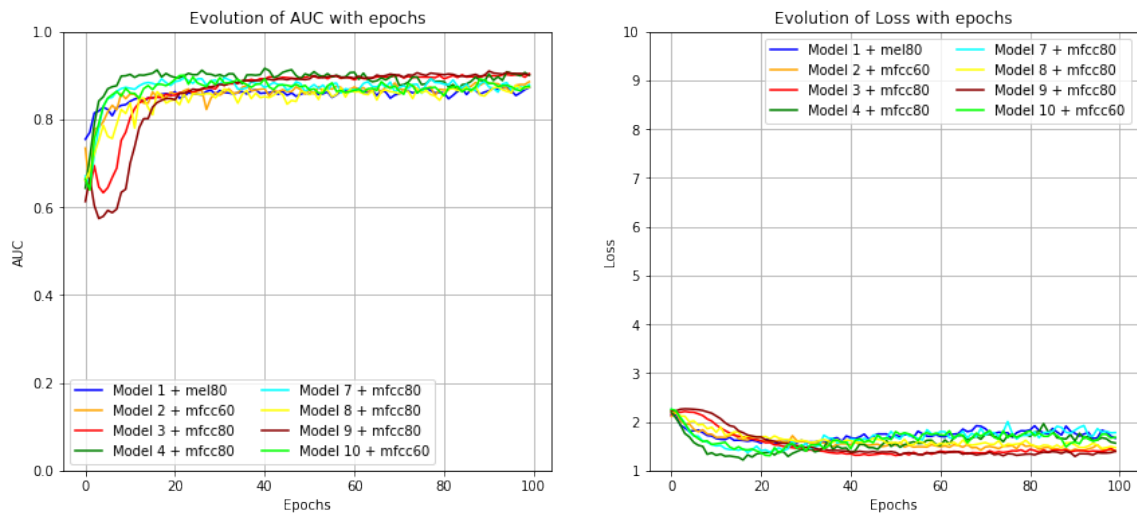 Evolution of AUC with epochs
1.0
0.8
0.6
0.4
0.2
0.0
AUC
Model 1 + mel80
Model 2 + mfcc60
Model 3 + mfcc80
Model 4 + mfcc80
Model 7 + mfcc80
Model 8 + mfcc80
Model 9 + mfcc80
Model 10 + mfcc60
0 20 40 60 80 100
Epochs
Evolution of Loss with epochs
10
9
8
7
6
5
4
3
2
1
Loss
Model 1 + mel80
Model 2 + mfcc60
Model 3 + mfcc80
Model 4 + mfcc80
Model 7 + mfcc80
Model 8 + mfcc80
Model 9 + mfcc80
Model 10 + mfcc60
0 20 40 60 80 100
Epochs